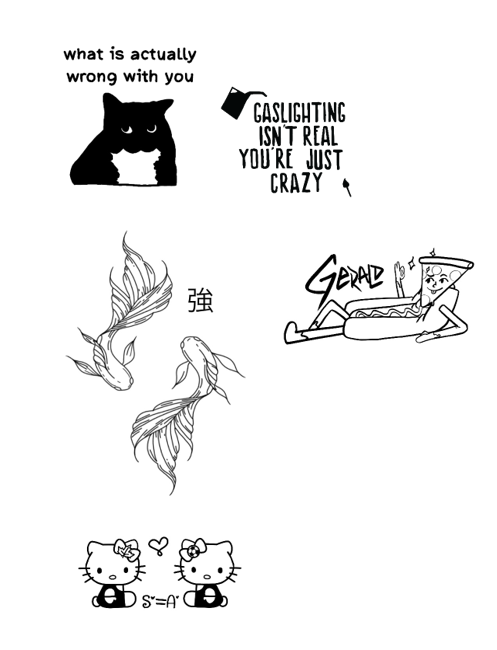 what is actually
wrong with you
GASLIGHTING
ISN'T REAL
YOU'RE JUST
CRAZY
強
GERALD
S=A